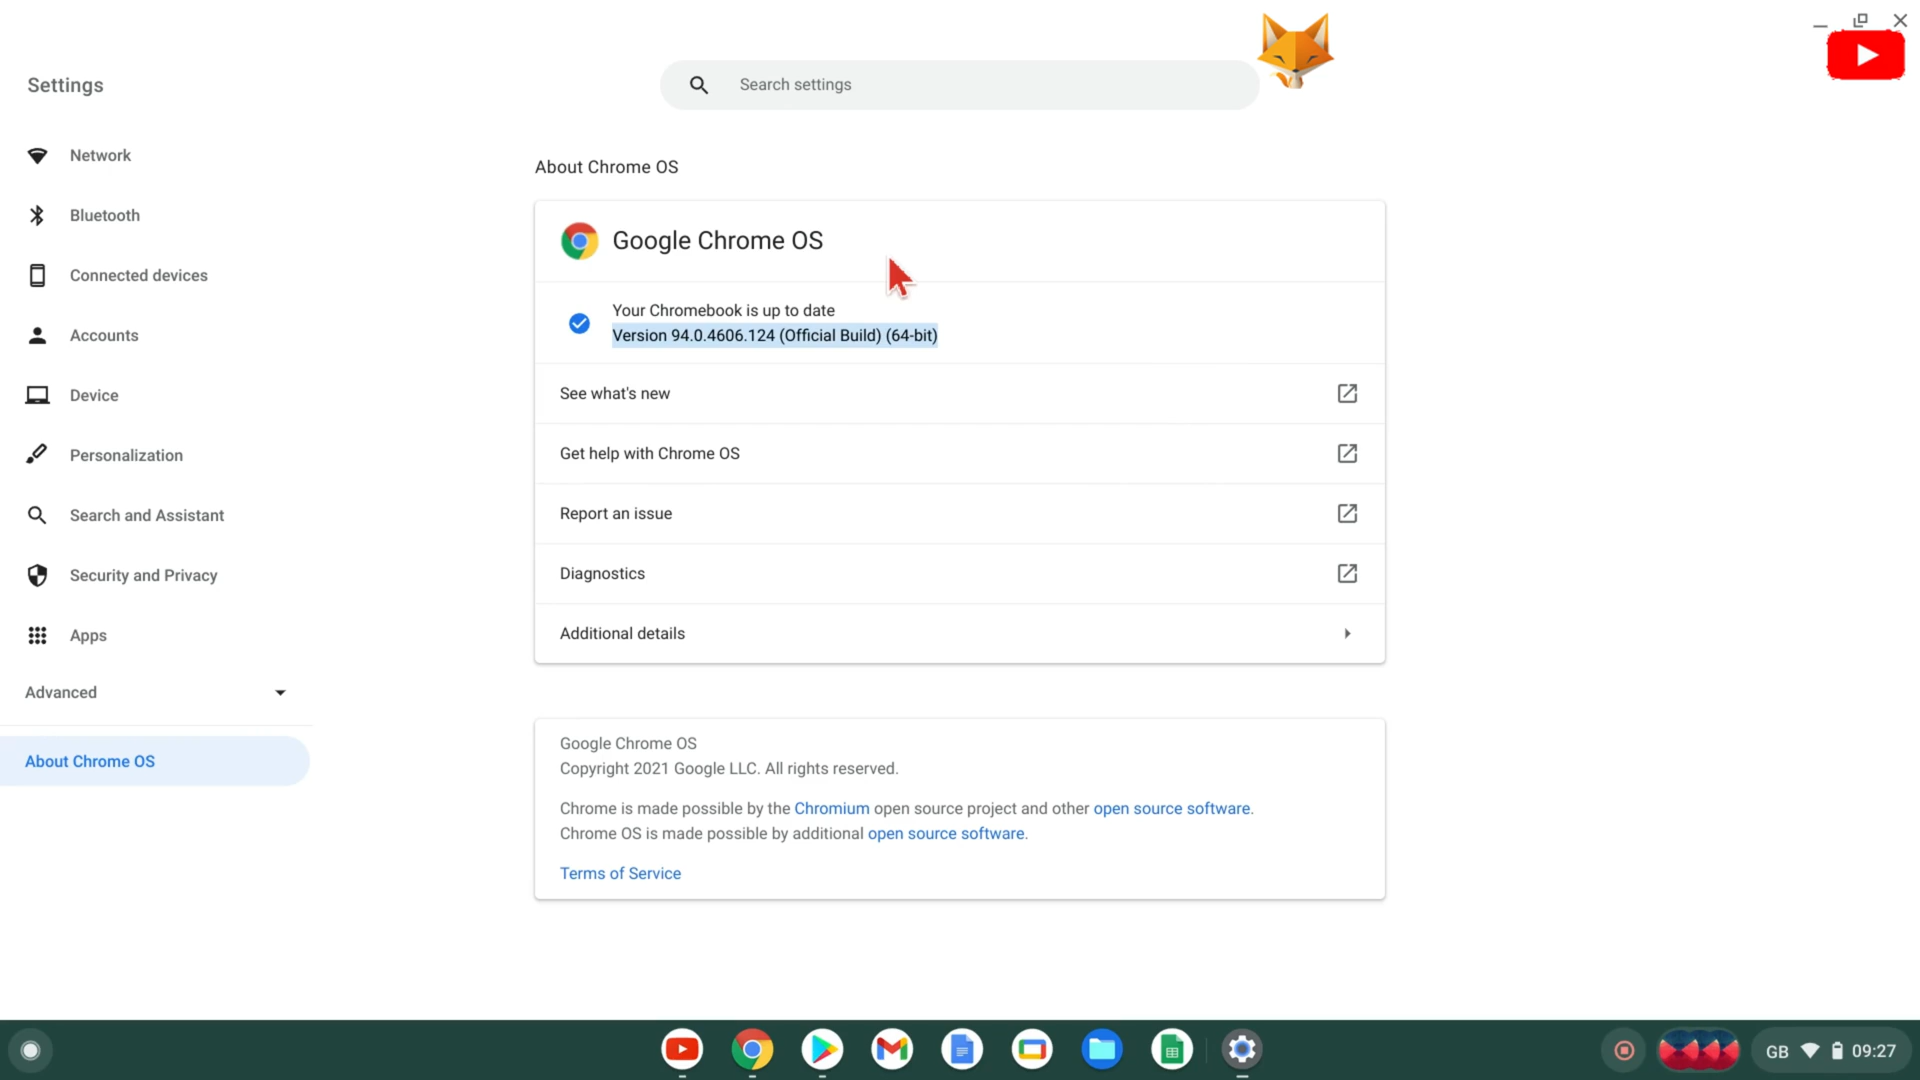 Settings
Search settings
Network
Bluetooth
Connected devices
Accounts
Device
Personalization
Search and Assistant
Security and Privacy
Apps
Advanced
About Chrome OS
About Chrome OS
Google Chrome OS
Your Chromebook is up to date
Version 94.0.4606.124 (Official Build) (64-bit)
See what's new
Get help with Chrome OS
Report an issue
Diagnostics
Additional details
Google Chrome OS
Copyright 2021 Google LLC. All rights reserved.
Chrome is made possible by the Chromium open source project and other open source software.
Chrome OS is made possible by additional open source software.
Terms of Service
GB 09:27